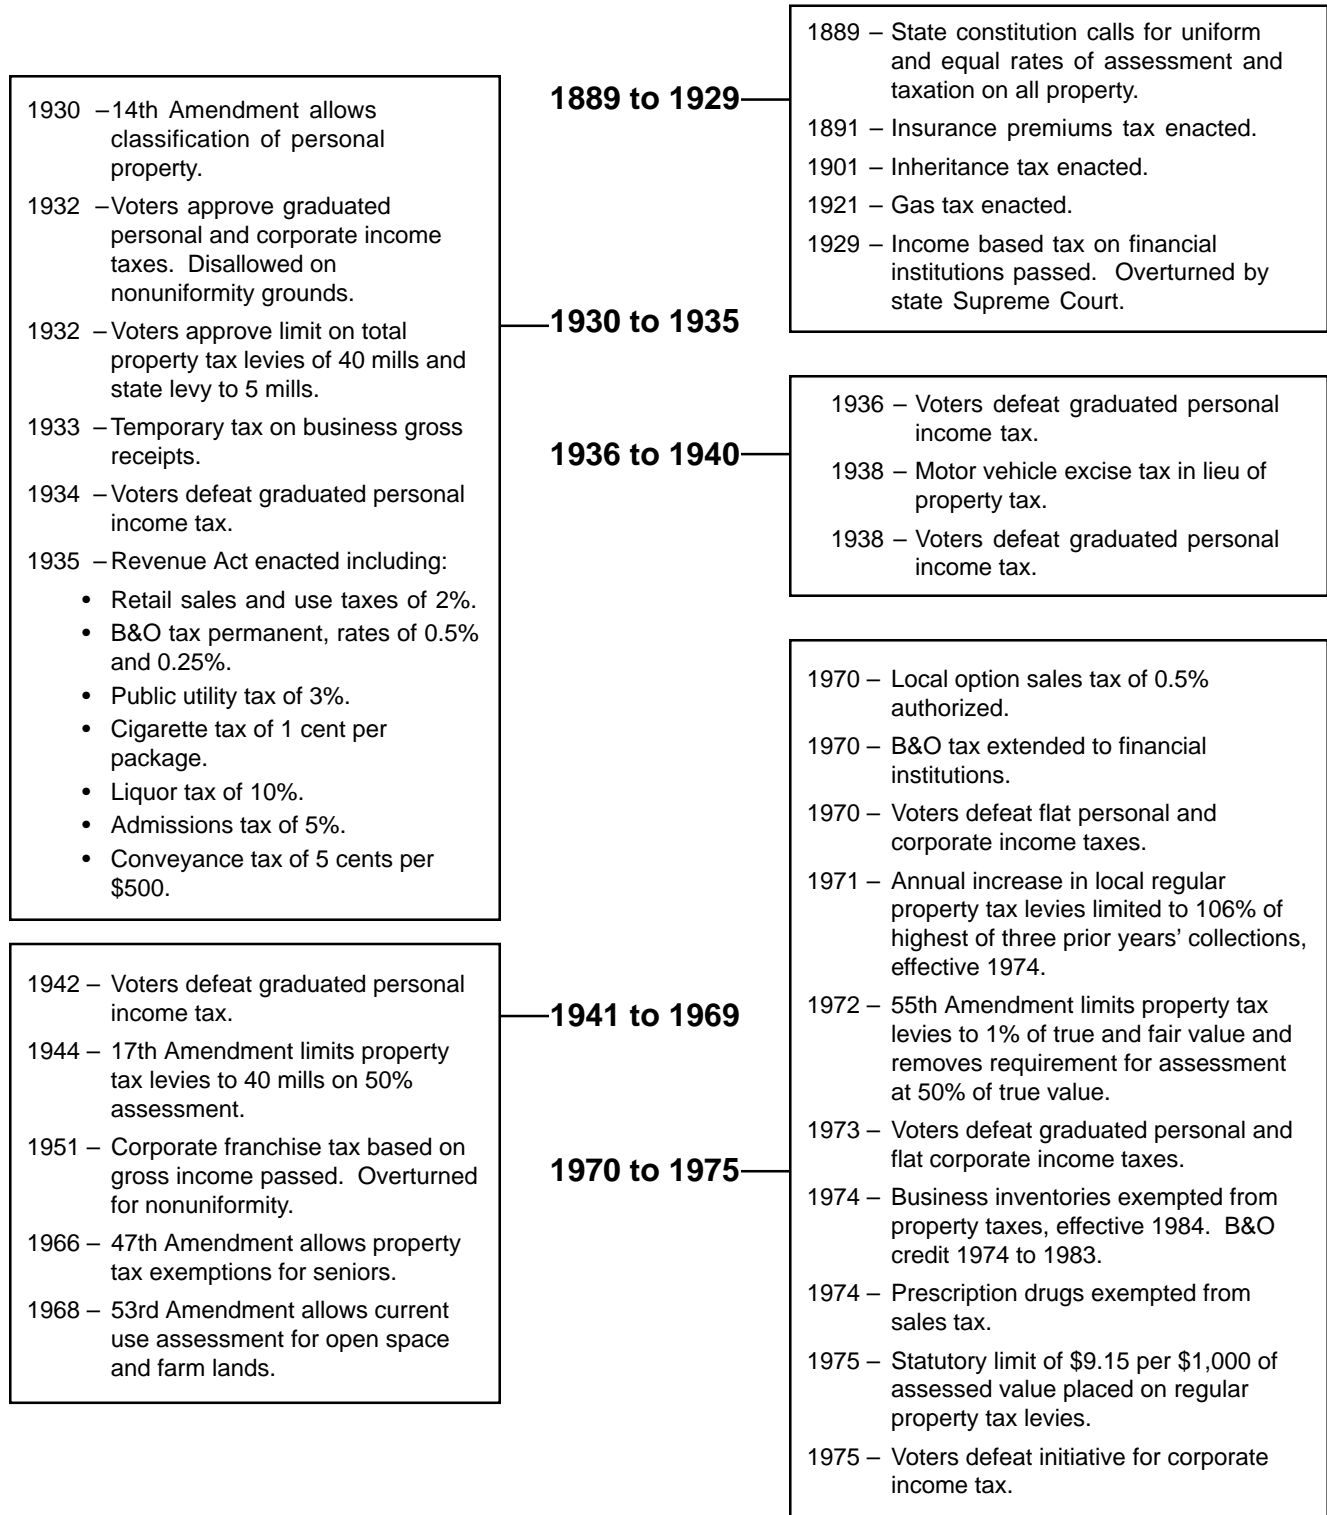 1889 to 1929
1889 – State constitution calls for uniform
and equal rates of assessment and
taxation on all property.
1891 – Insurance premiums tax enacted.
1901 – Inheritance tax enacted.
1921 – Gas tax enacted.
1929 – Income based tax on financial
institutions passed.  Overturned by
state Supreme Court.
1930 to 1935
1930 –14th Amendment allows
classification of personal
property.
1932 –Voters approve graduated
personal and corporate income
taxes.  Disallowed on
nonuniformity grounds.
1932 –Voters approve limit on total
property tax levies of 40 mills and
state levy to 5 mills.
1933 –Temporary tax on business gross
receipts.
1934 –Voters defeat graduated personal
income tax.
1935 –Revenue Act enacted including:
• Retail sales and use taxes of 2%.
• B&O tax permanent, rates of 0.5%
and 0.25%.
• Public utility tax of 3%.
• Cigarette tax of 1 cent per
package.
• Liquor tax of 10%.
• Admissions tax of 5%.
• Conveyance tax of 5 cents per
$500.
1936 to 1940
1936 – Voters defeat graduated personal
income tax.
1938 – Motor vehicle excise tax in lieu of
property tax.
1938 – Voters defeat graduated personal
income tax.
1941 to 1969
1942 – Voters defeat graduated personal
income tax.
1944 – 17th Amendment limits property
tax levies to 40 mills on 50%
assessment.
1951 – Corporate franchise tax based on
gross income passed.  Overturned
for nonuniformity.
1966 – 47th Amendment allows property
tax exemptions for seniors.
1968 – 53rd Amendment allows current
use assessment for open space
and farm lands.
1970 to 1975
1970 – Local option sales tax of 0.5%
authorized.
1970 – B&O tax extended to financial
institutions.
1970 – Voters defeat flat personal and
corporate income taxes.
1971 – Annual increase in local regular
property tax levies limited to 106% of
highest of three prior years’ collections,
effective 1974.
1972 – 55th Amendment limits property tax
levies to 1% of true and fair value and
removes requirement for assessment
at 50% of true value.
1973 – Voters defeat graduated personal and
flat corporate income taxes.
1974 – Business inventories exempted from
property taxes, effective 1984.  B&O
credit 1974 to 1983.
1974 – Prescription drugs exempted from
sales tax.
1975 – Statutory limit of $9.15 per $1,000 of
assessed value placed on regular
property tax levies.
1975 – Voters defeat initiative for corporate
income tax.